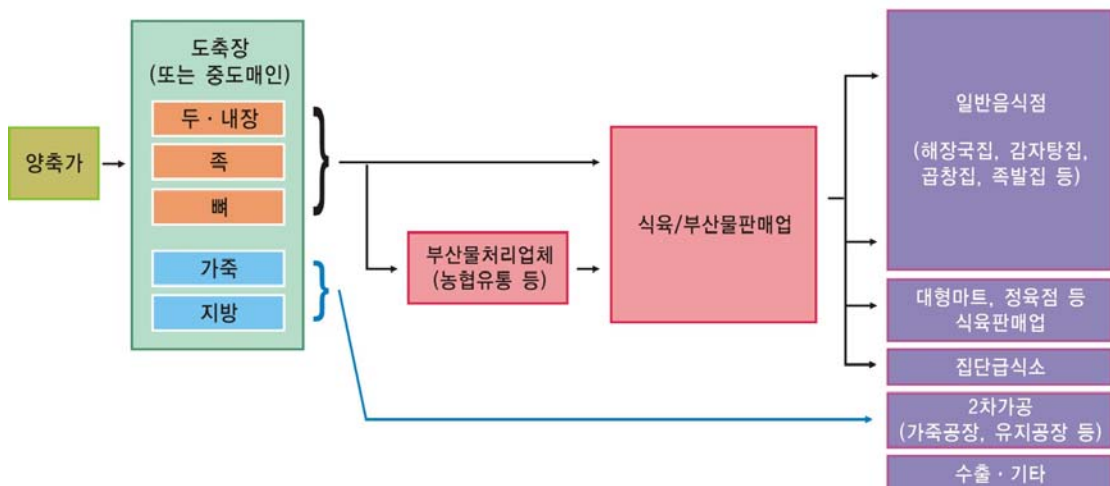 양축가
도축장
(또는 중도매인)
두 · 내장
족
뼈
가죽
지방
부산물처리업체
(농협유통 등)
식육/부산물판매업
일반음식점
(해장국집, 감자탕집,
곱창집, 족발집 등)
대형마트, 정육점 등
식육판매업
집단급식소
2차가공
(가죽공장, 유지공장 등)
수출 · 기타